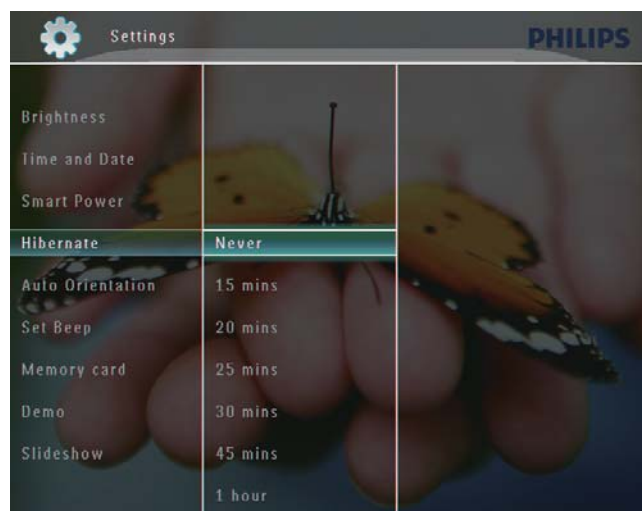 Settings
PHILIPS
Brightness
Time and Date
Smart Power
Hibernate
Auto Orientation
Set Beep
Memory card
Demo
Slideshow
Never
15 mins
20 mins
25 mins
30 mins
45 mins
1 hour